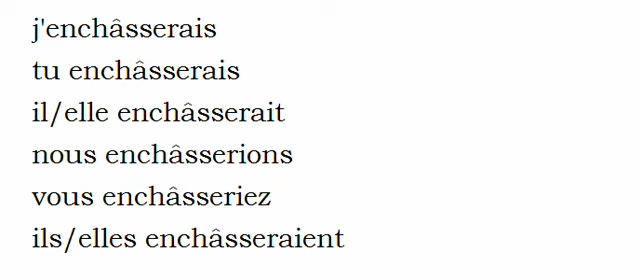 j'enchâsserais
tu enchâsserais
il/elle enchâsserait
nous enchâsserions
vous enchâsseriez
ils/elles enchâsseraient